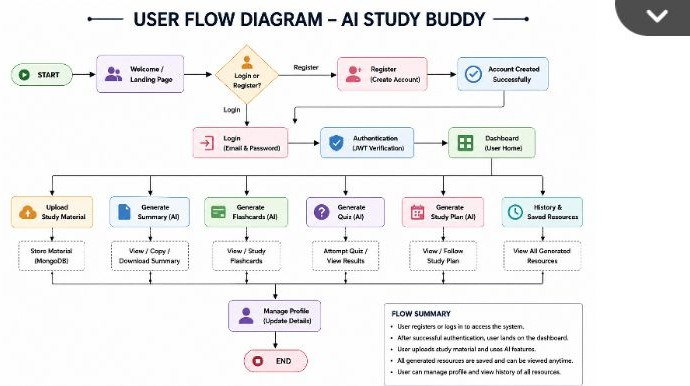 USER FLOW DIAGRAM – AI STUDY BUDDY
START
Welcome /
Landing Page
Login or
Register?
Register
Register
(Create Account)
Account Created
Successfully
Login
Login
(Email & Password)
Authentication
(JWT Verification)
Dashboard
(User Home)
Upload
Study Material
Generate
Summary (AI)
Generate
Flashcards (AI)
Generate
Quiz (AI)
Generate
Study Plan (AI)
History &
Saved Resources
Store Material
(MongoDB)
View / Copy /
Download Summary
View / Study
Flashcards
Attempt Quiz /
View Results
View / Follow
Study Plan
View All Generated
Resources
Manage Profile
(Update Details)
END
FLOW SUMMARY
• User registers or logs in to access the system.
• After successful authentication, user lands on the dashboard.
• User uploads study material and uses AI features.
• All generated resources are saved and can be viewed anytime.
• User can manage profile and view history of all resources.